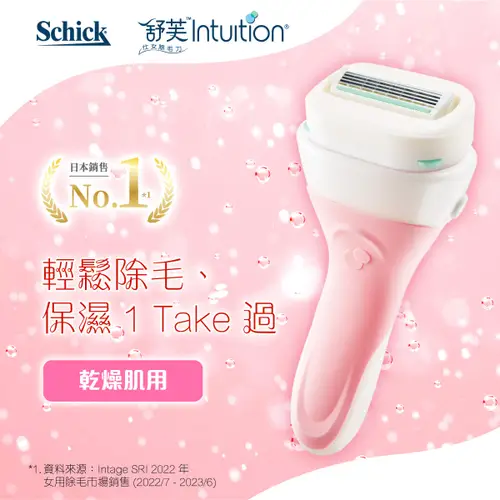 Schick 舒芙™ Intuition®
仕女除毛刀
日本銷售
No.1 *1
輕鬆除毛、
保濕 1 Take 過
乾燥肌用
*1. 資料來源：Intage SRI 2022 年
女用除毛市場銷售 (2022/7 - 2023/6)